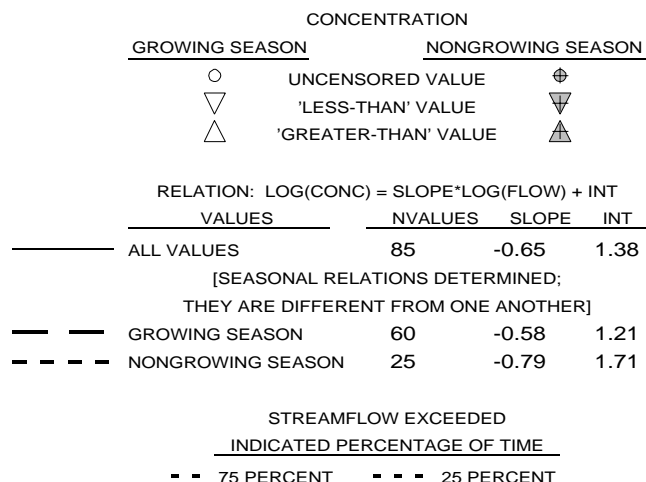 CONCENTRATION
GROWING SEASON NONGROWING SEASON
UNCENSORED VALUE
'LESS-THAN' VALUE
'GREATER-THAN' VALUE
RELATION: LOG(CONC) = SLOPE*LOG(FLOW) + INT
VALUES NVALUES SLOPE INT
ALL VALUES 85 -0.65 1.38
[SEASONAL RELATIONS DETERMINED;
THEY ARE DIFFERENT FROM ONE ANOTHER]
GROWING SEASON 60 -0.58 1.21
NONGROWING SEASON 25 -0.79 1.71
STREAMFLOW EXCEEDED
INDICATED PERCENTAGE OF TIME
75 PERCENT 25 PERCENT